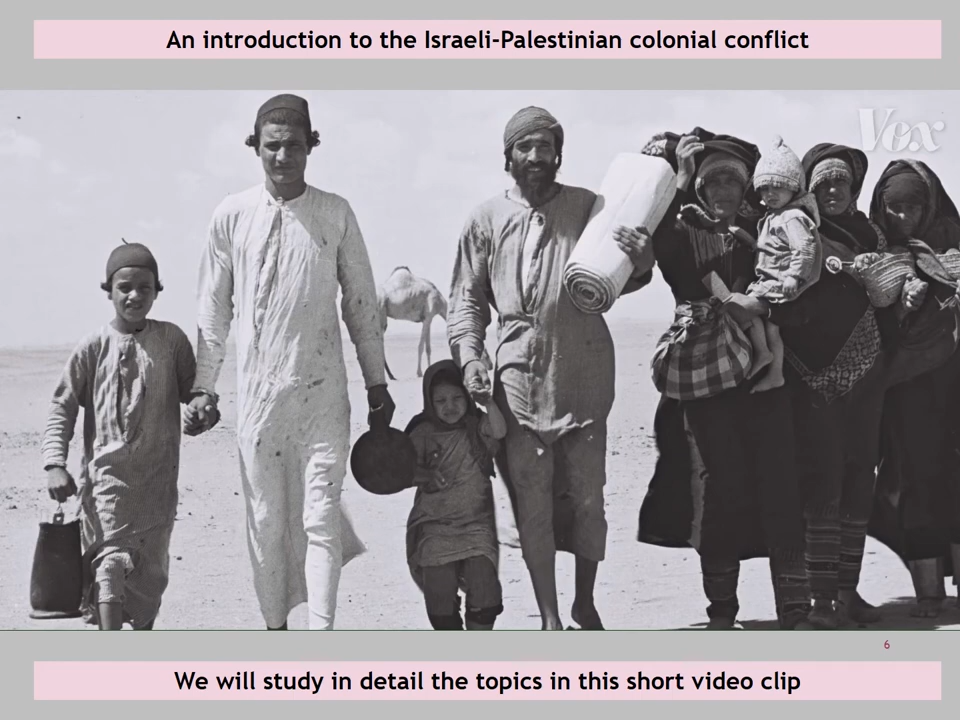 An introduction to the Israeli-Palestinian colonial conflict
Vox
6
We will study in detail the topics in this short video clip